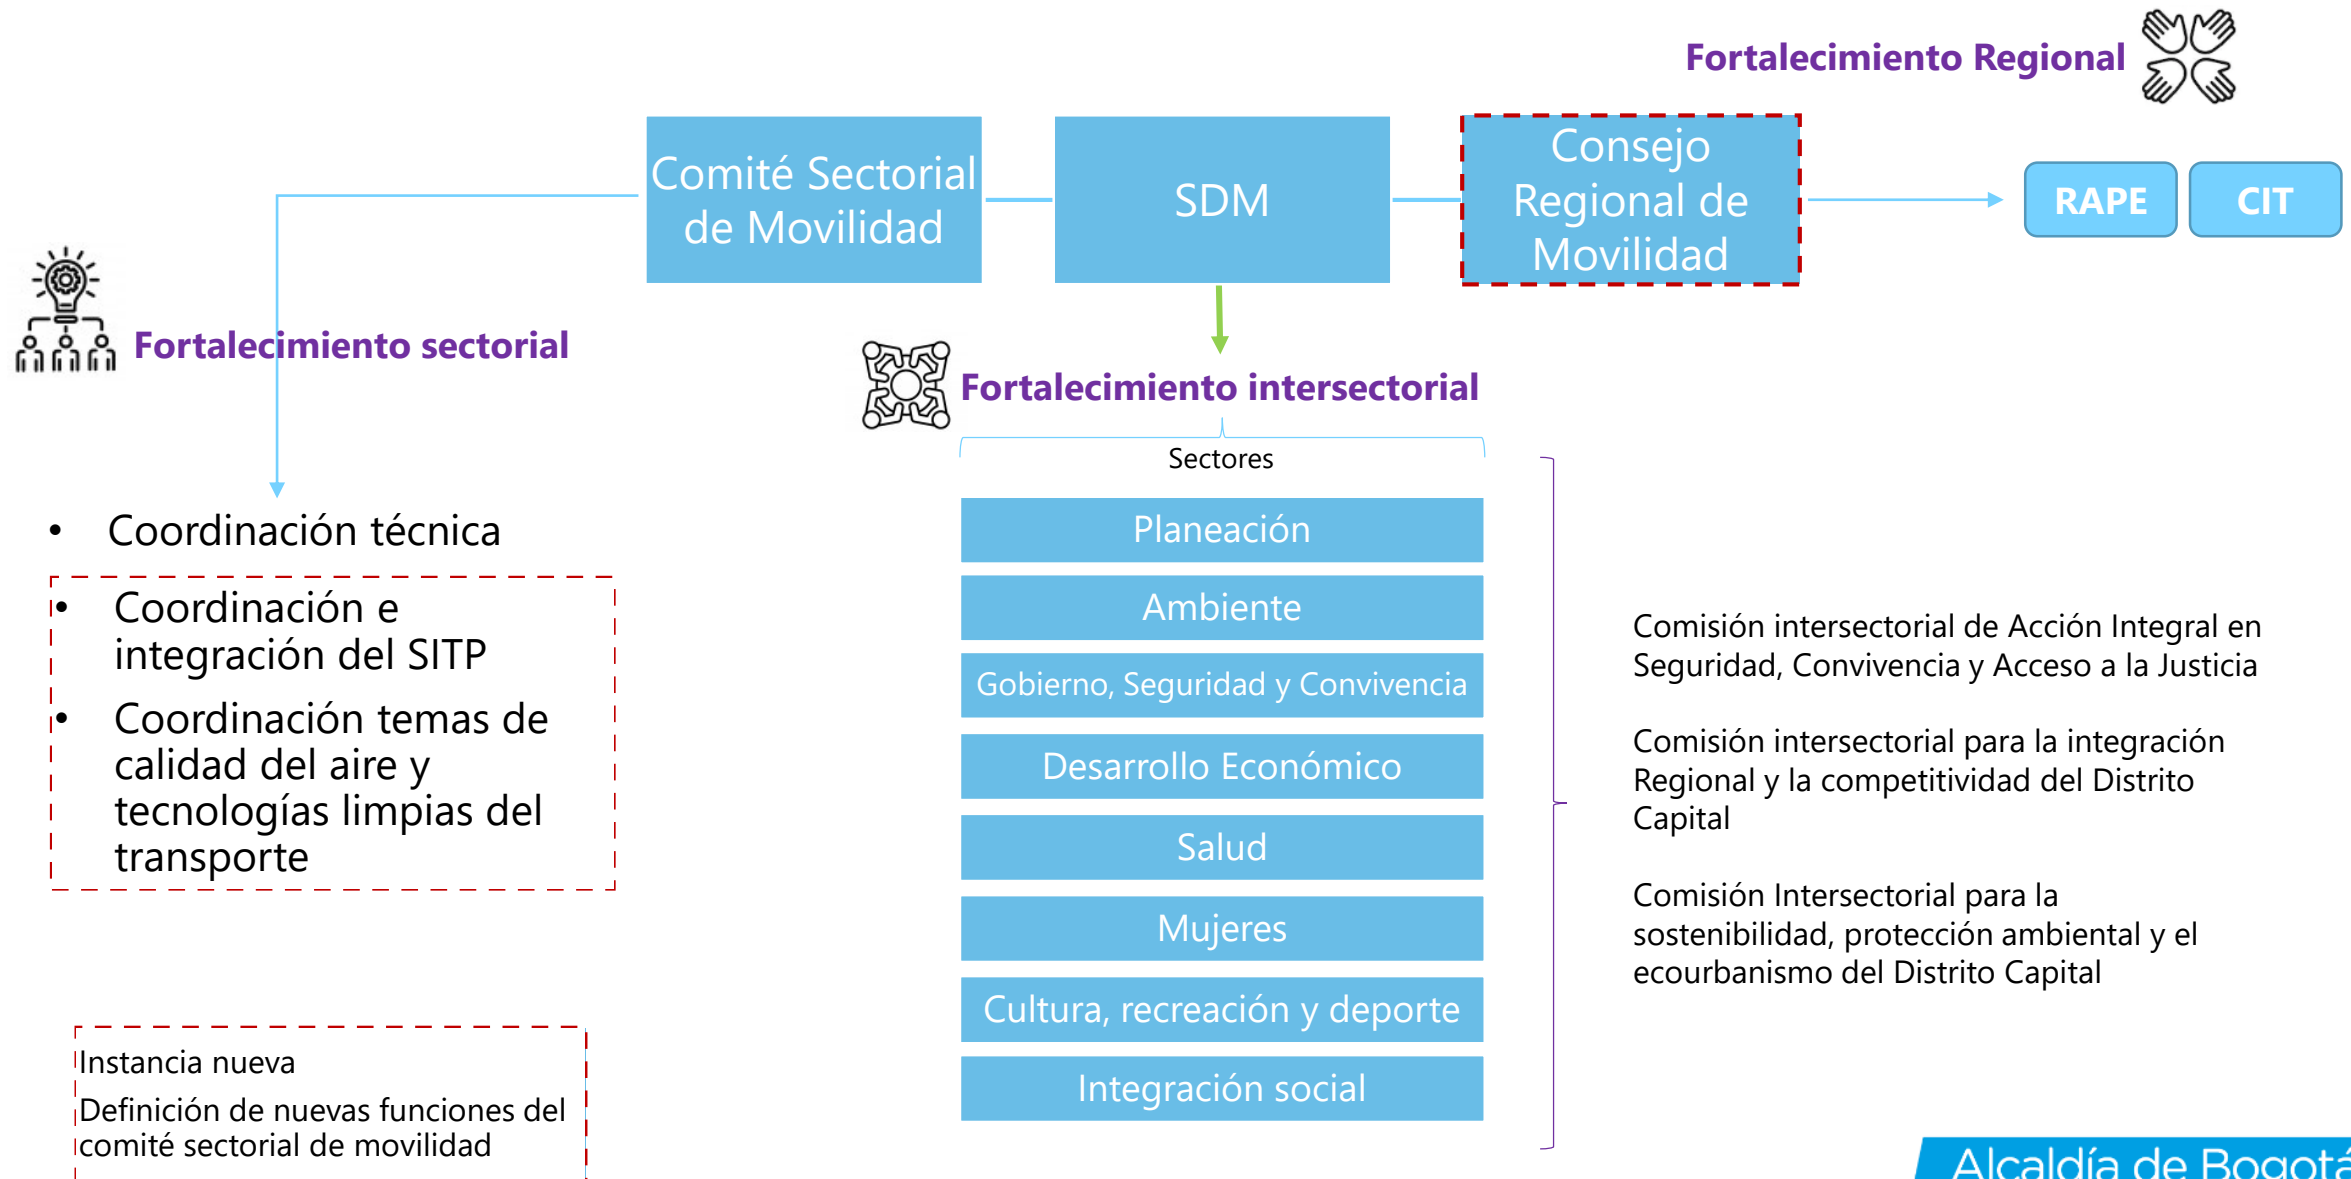 Fortalecimiento Regional
Comité Sectorial
de Movilidad
SDM
Consejo
Regional de
Movilidad
RAPE
CIT
Fortalecimiento sectorial
Fortalecimiento intersectorial
Sectores
• Coordinación técnica
• Coordinación e
integración del SITP
• Coordinación temas de
calidad del aire y
tecnologías limpias del
transporte
Planeación
Ambiente
Gobierno, Seguridad y Convivencia
Desarrollo Económico
Salud
Mujeres
Cultura, recreación y deporte
Integración social
Comisión intersectorial de Acción Integral en
Seguridad, Convivencia y Acceso a la Justicia
Comisión intersectorial para la integración
Regional y la competitividad del Distrito
Capital
Comisión Intersectorial para la
sostenibilidad, protección ambiental y el
ecourbanismo del Distrito Capital
Instancia nueva
Definición de nuevas funciones del
comité sectorial de movilidad
Alcaldía de Bogotá